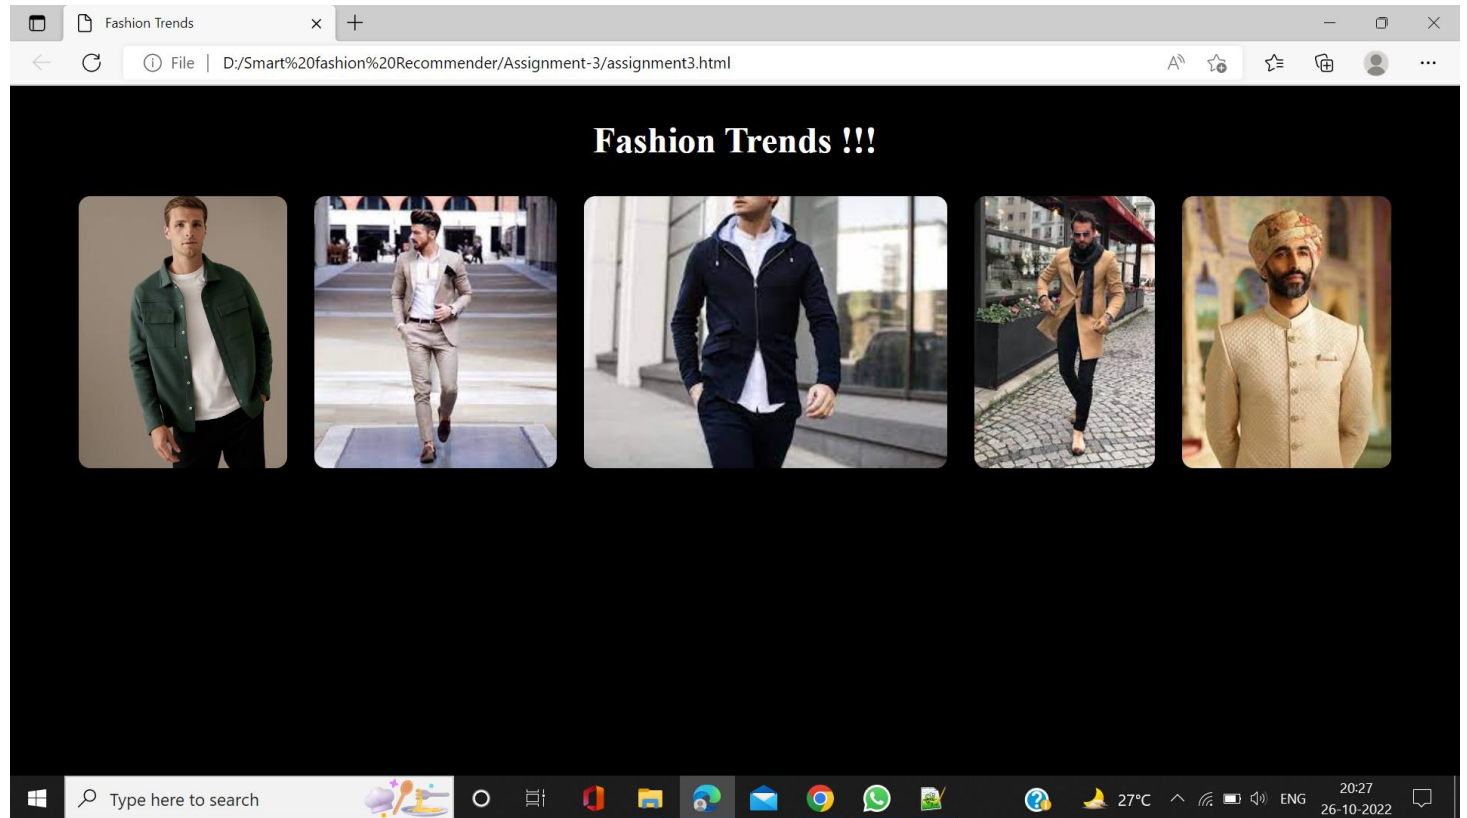 Fashion Trends
File | D:/Smart%20fashion%20Recommender/Assignment-3/assignment3.html
Fashion Trends !!!
Type here to search
27°C
ENG
20:27
26-10-2022